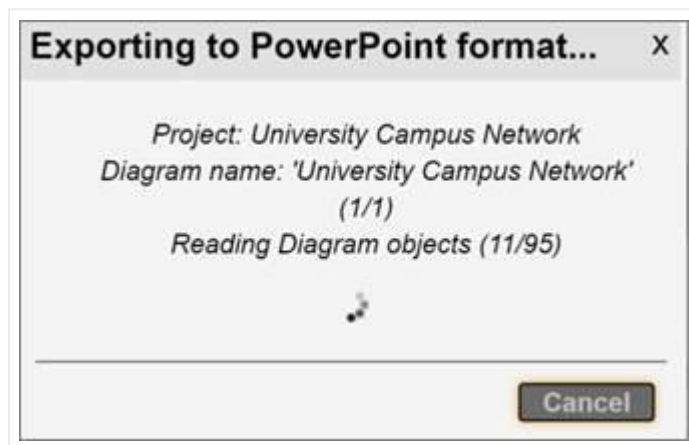 Exporting to PowerPoint format... X
Project: University Campus Network
Diagram name: 'University Campus Network'
(1/1)
Reading Diagram objects (11/95)
Cancel